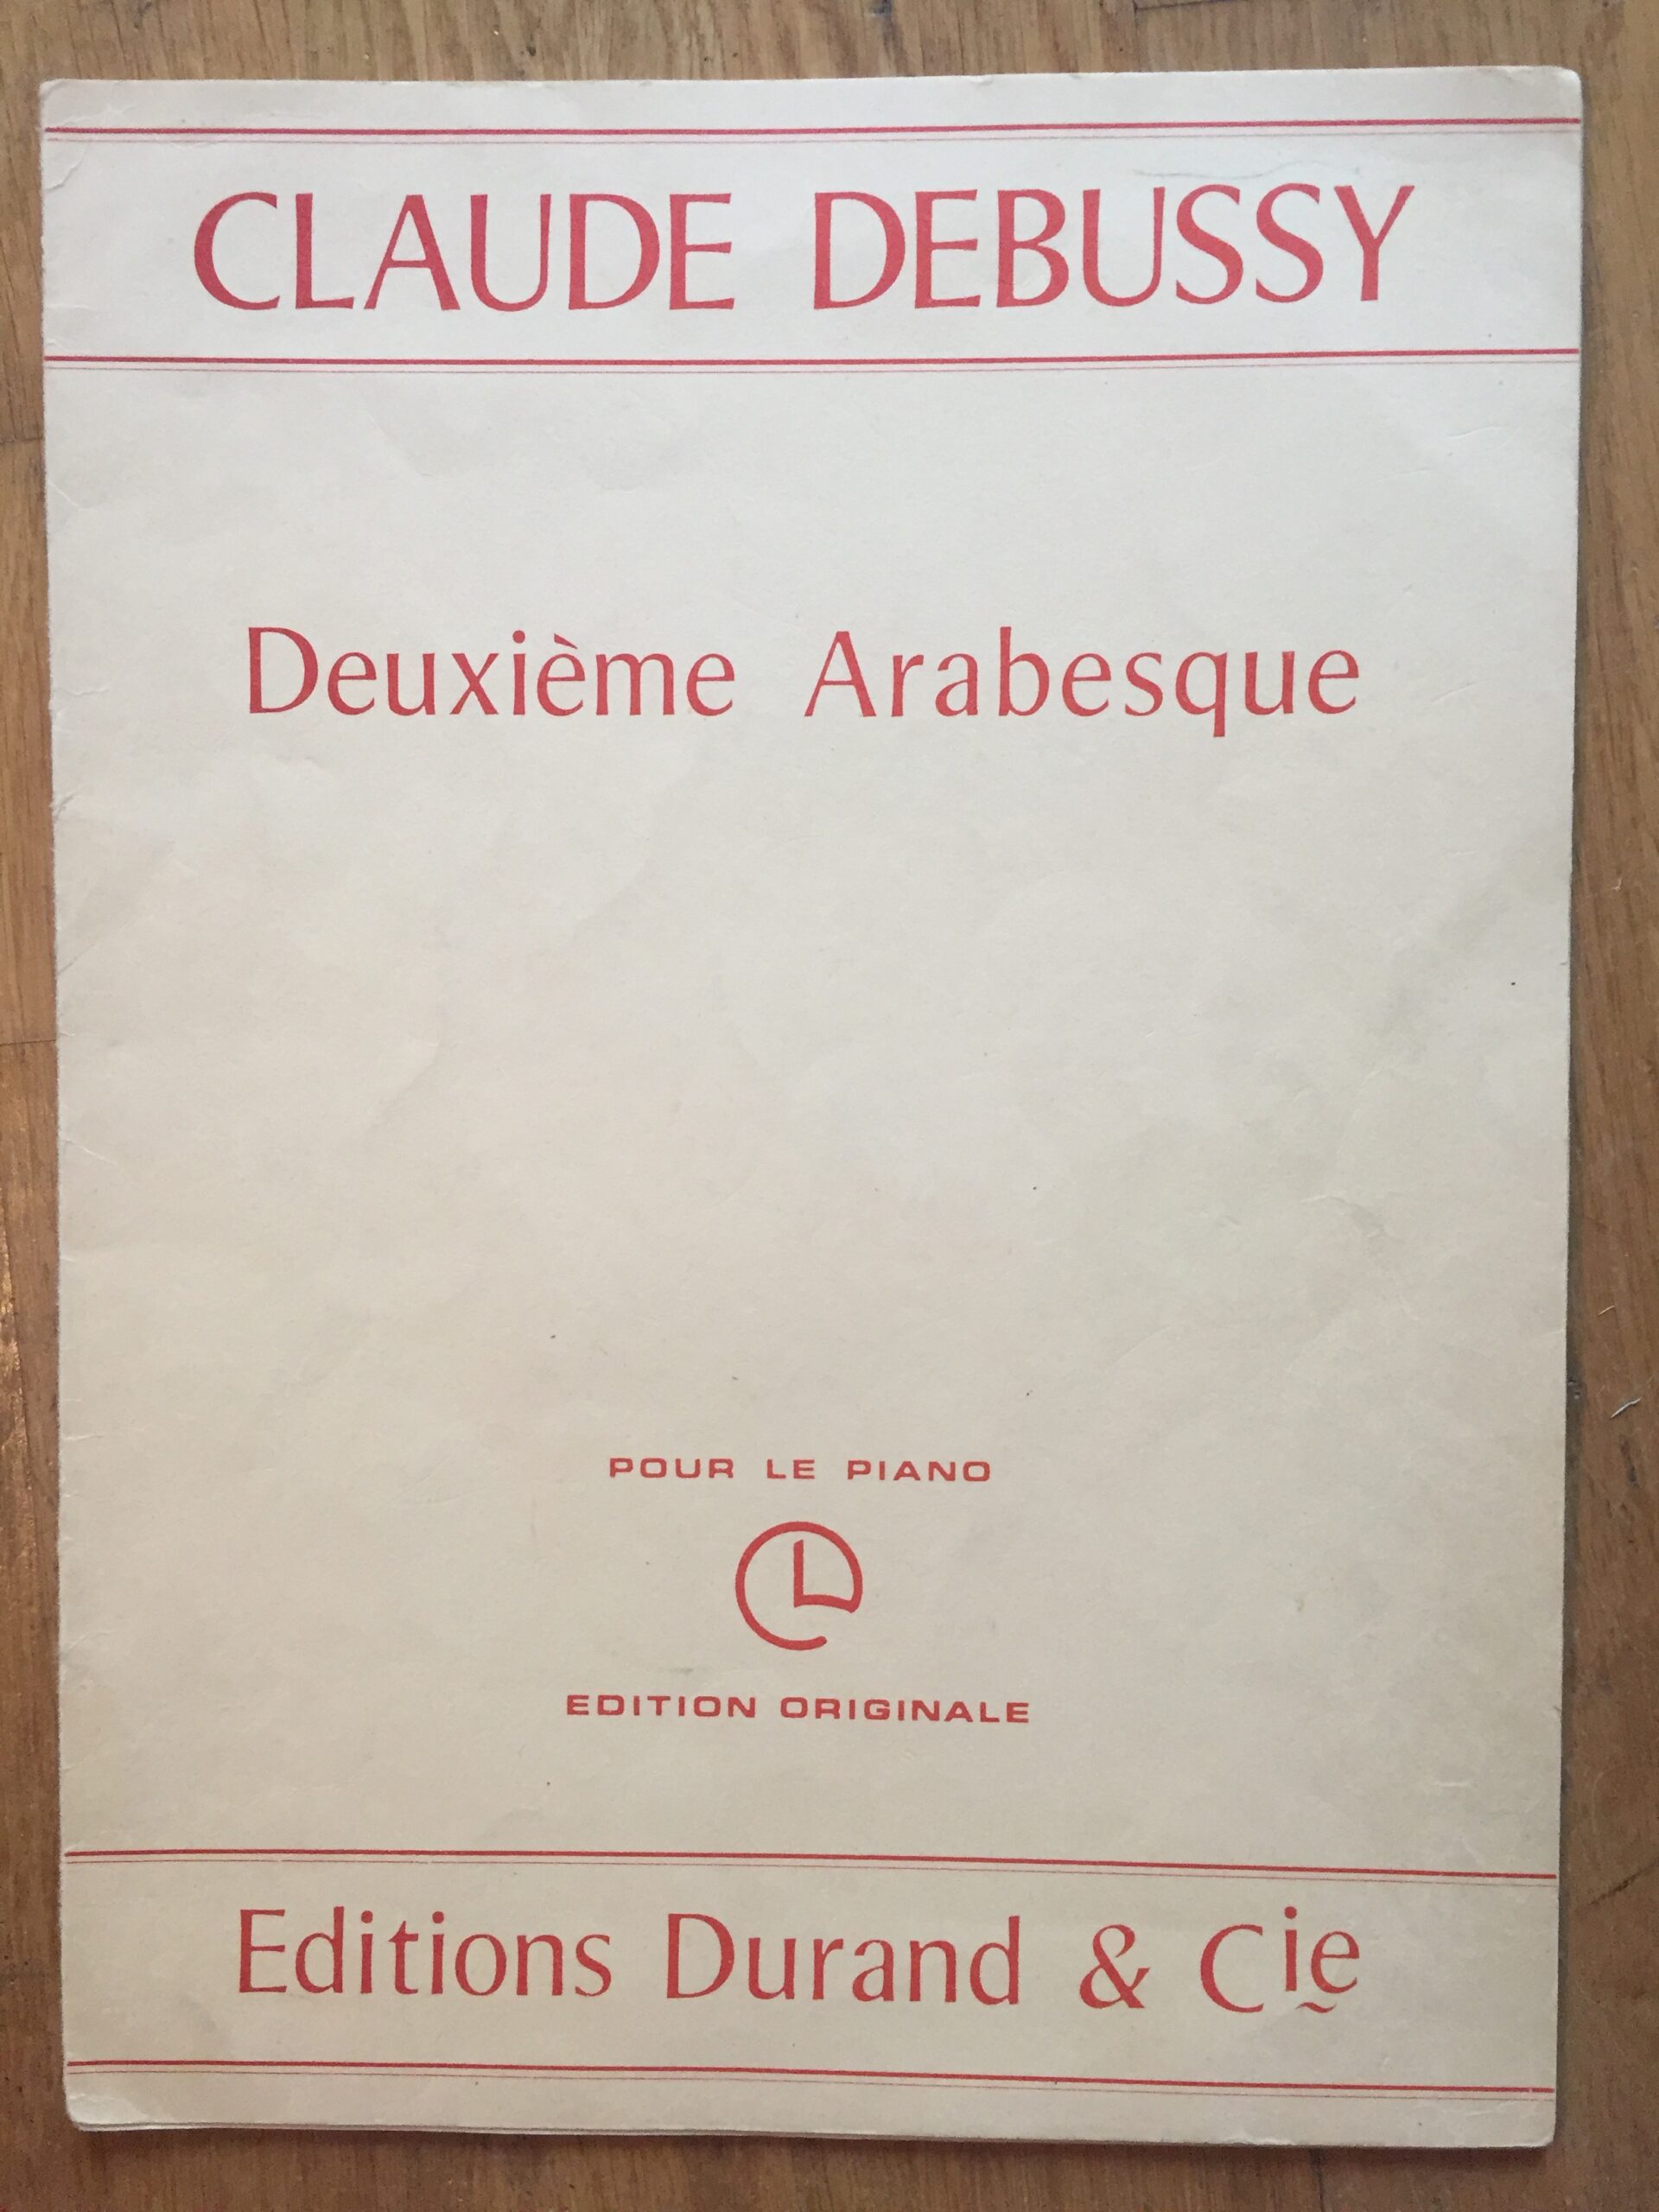 CLAUDE DEBUSSY
Deuxième Arabesque
POUR LE PIANO
EDITION ORIGINALE
Editions Durand & Cie